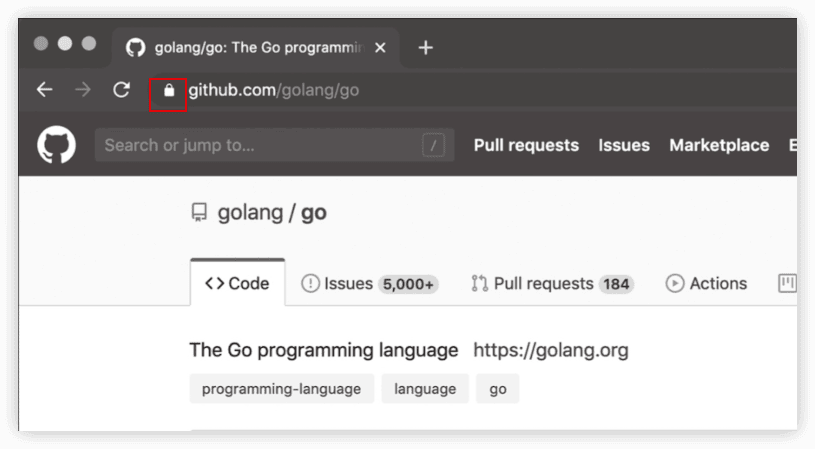 golang/go: The Go programmin
github.com/golang/go
Search or jump to... / Pull requests Issues Marketplace E
golang / go
<> Code Issues 5,000+ Pull requests 184 Actions
The Go programming language https://golang.org
programming-language language go